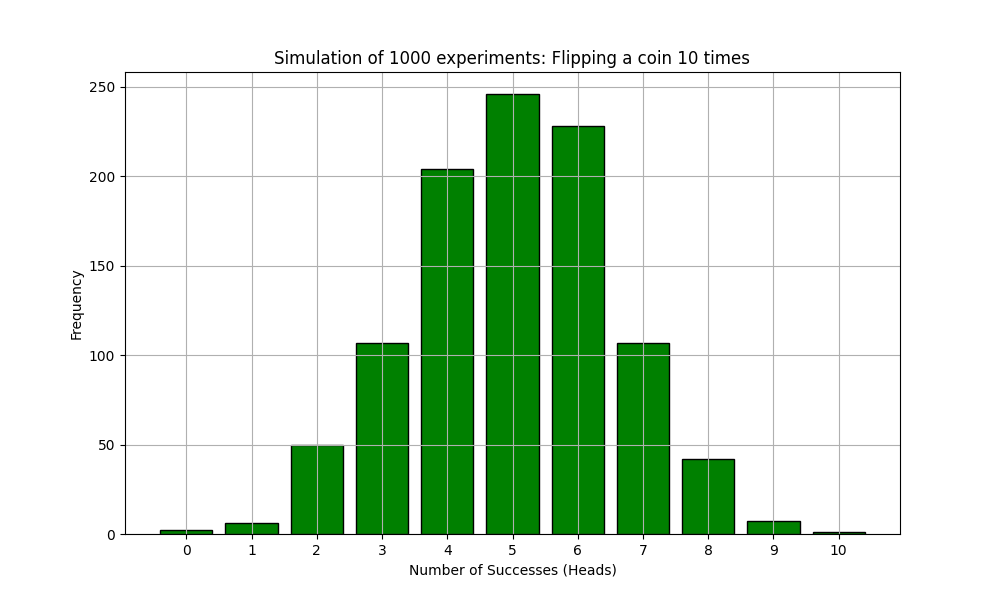 Simulation of 1000 experiments: Flipping a coin 10 times
250
200
150
100
50
0
Frequency
0 1 2 3 4 5 6 7 8 9 10
Number of Successes (Heads)